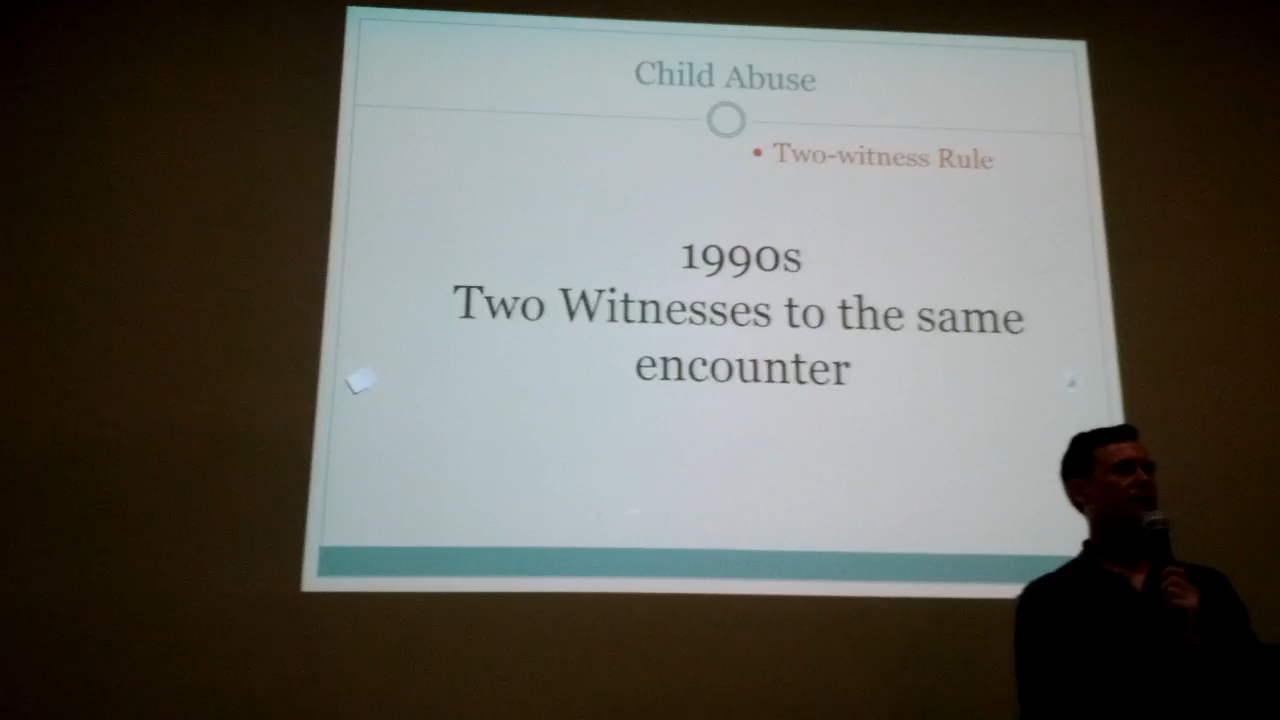 Child Abuse
• Two-witness Rule
1990s
Two Witnesses to the same
encounter